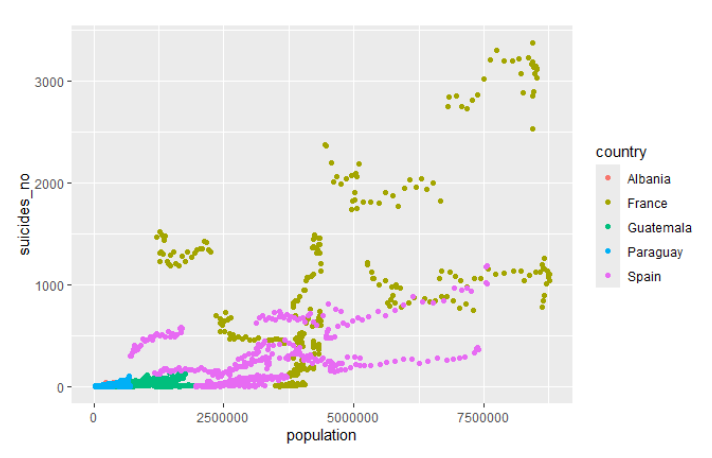 3000
2000
1000
0
suicides_no
0
2500000
5000000
7500000
population
country
Albania
France
Guatemala
Paraguay
Spain